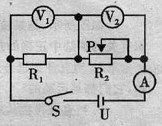 V₁ V₂
P
R₁ R₂ A
S U